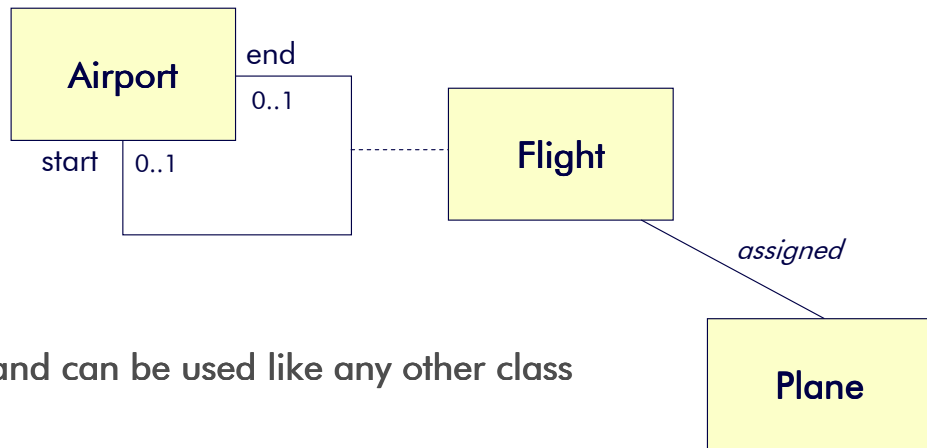 Airport
end
0..1
start
0..1
Flight
assigned
and can be used like any other class
Plane